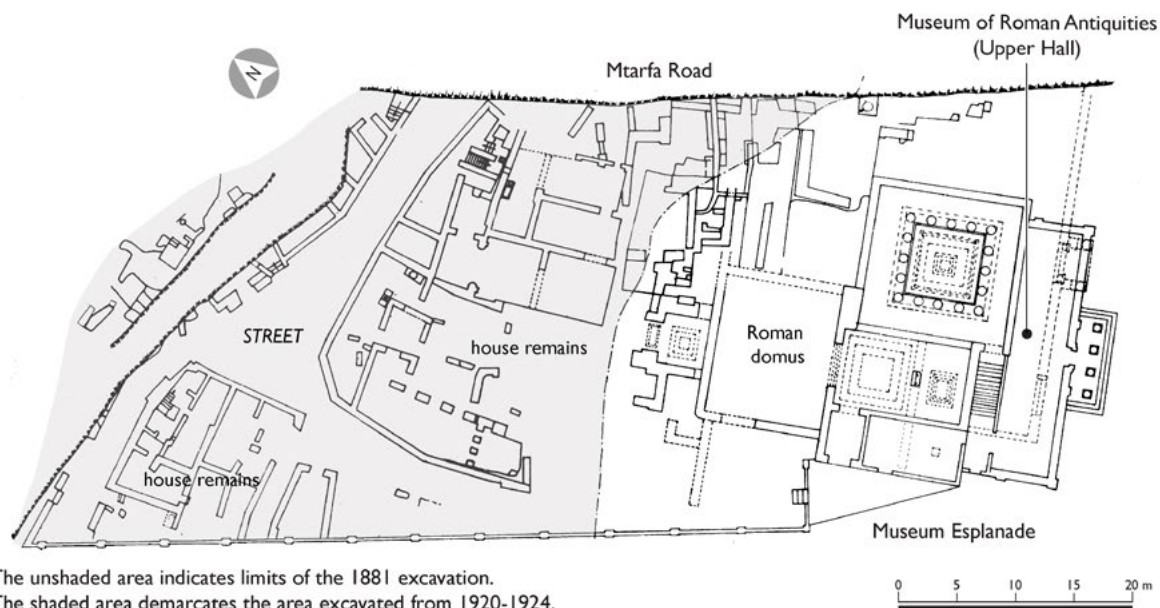 Museum of Roman Antiquities
(Upper Hall)
Mtarfa Road
N
STREET
house remains
Roman
domus
house remains
Museum Esplanade
The unshaded area indicates limits of the 1881 excavation.
The shaded area demarcates the area excavated from 1920-1924.
0 5 10 15 20 m